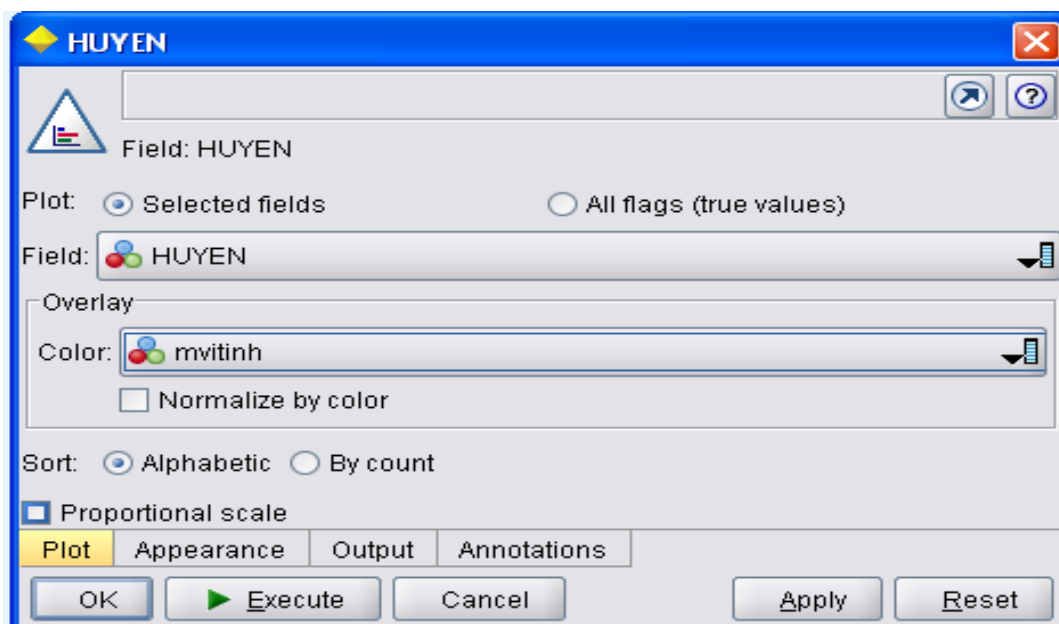 HUYEN
Field: HUYEN
Plot: Selected fields All flags (true values)
Field: HUYEN
Overlay
Color: mvitinh
Normalize by color
Sort: Alphabetic By count
Proportional scale
Plot Appearance Output Annotations
OK Execute Cancel Apply Reset